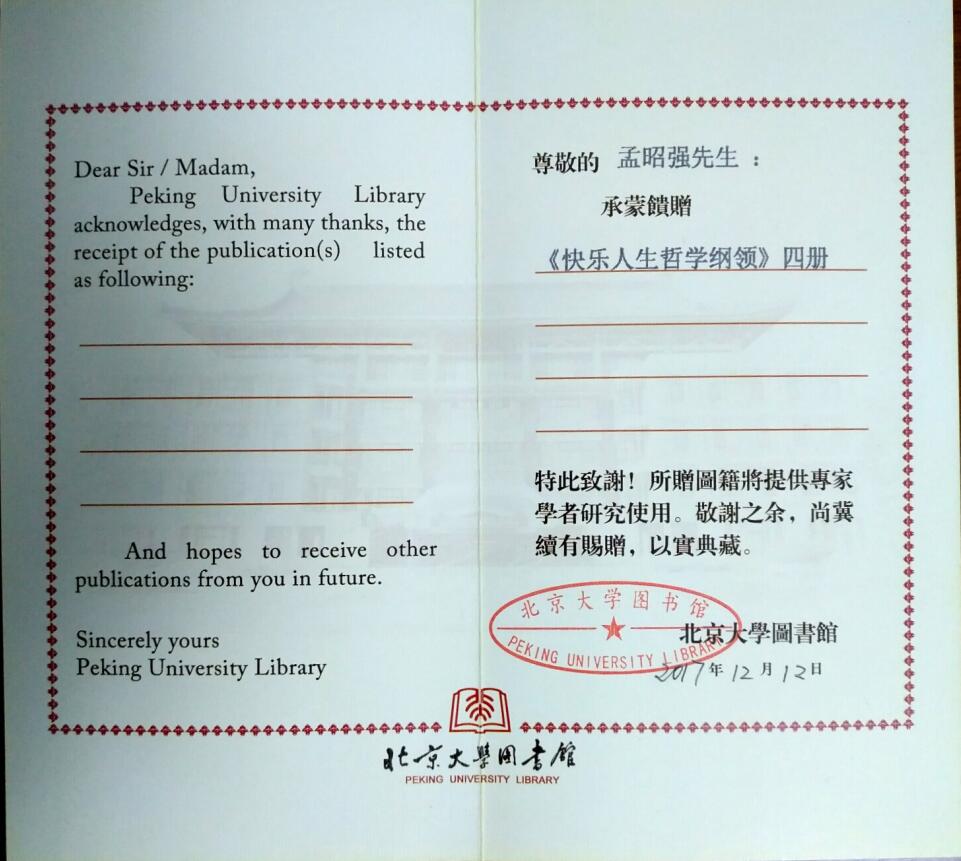 Dear Sir / Madam,
Peking University Library
acknowledges, with many thanks, the
receipt of the publication(s) listed
as following:
And hopes to receive other
publications from you in future.
Sincerely yours
Peking University Library
尊敬的 孟昭强先生：
承蒙饋贈
《快乐人生哲学纲领》四册
特此致謝！所贈圖籍將提供專家
學者研究使用。敬謝之余，尚冀
續有賜贈，以實典藏。
北京大学图书馆
PEKING UNIVERSITY LIBRARY
北京大學圖書館
2017年12月12日
北京大學圖書館
PEKING UNIVERSITY LIBRARY